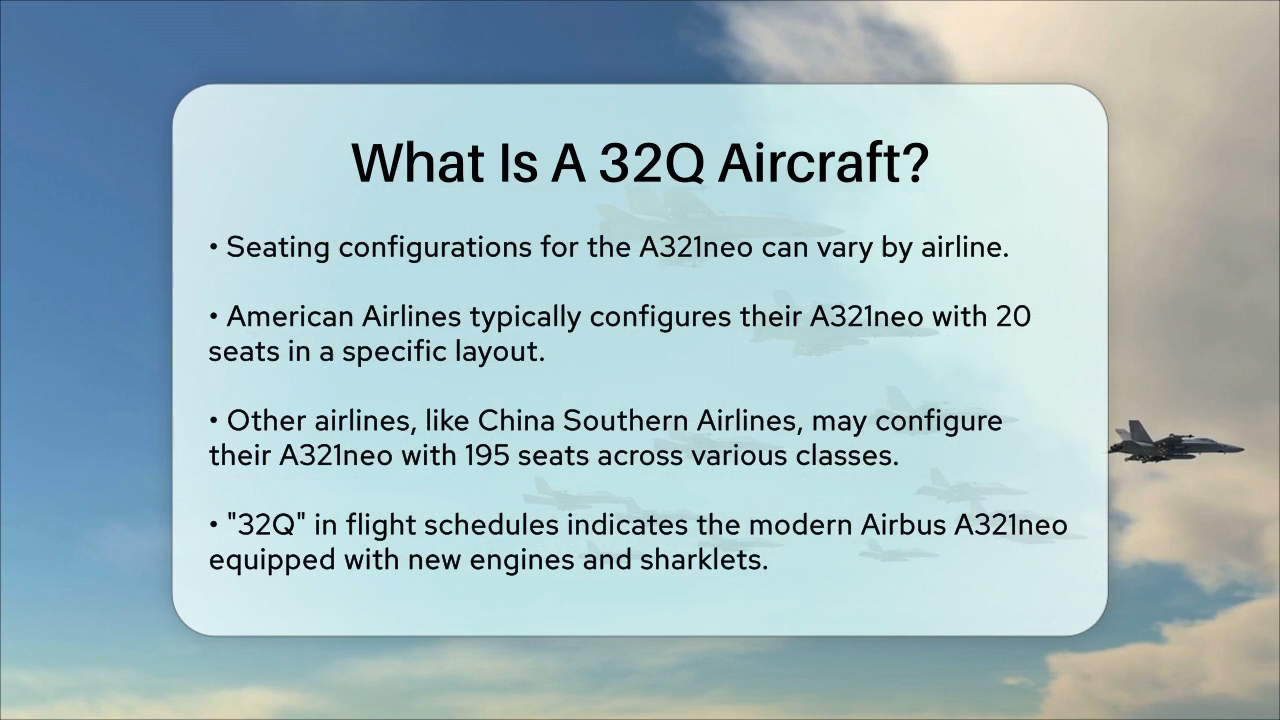 What Is A 32Q Aircraft?
• Seating configurations for the A321neo can vary by airline.
• American Airlines typically configures their A321neo with 20
seats in a specific layout.
• Other airlines, like China Southern Airlines, may configure
their A321neo with 195 seats across various classes.
• "32Q" in flight schedules indicates the modern Airbus A321neo
equipped with new engines and sharklets.